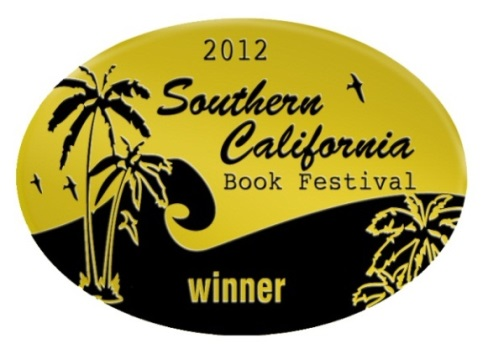 2012
Southern
California
Book Festival
winner